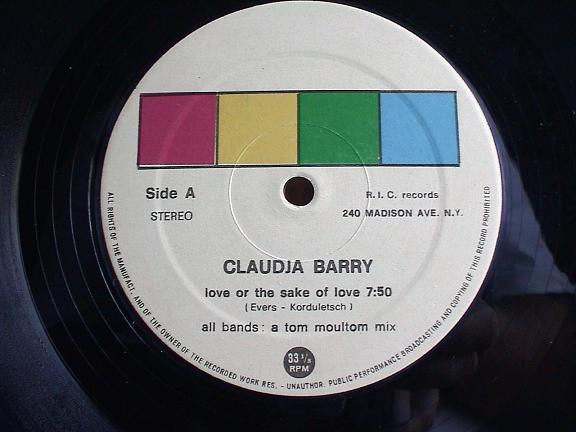 Side A
STEREO
R.I.C. records
240 MADISON AVE. N.Y.
CLAUDJA BARRY
love or the sake of love 7:50
(Evers - Korduletsch)
all bands: a tom moultom mix
33 1/3
RPM
ALL RIGHTS OF THE MANUFACT, AND OF THE OWNER OF THE RECORDED WORK RES. - UNAUTHOR. PUBLIC PERFORMANCE BROADCASTING AND COPYING OF THIS RECORD PROHIBITED